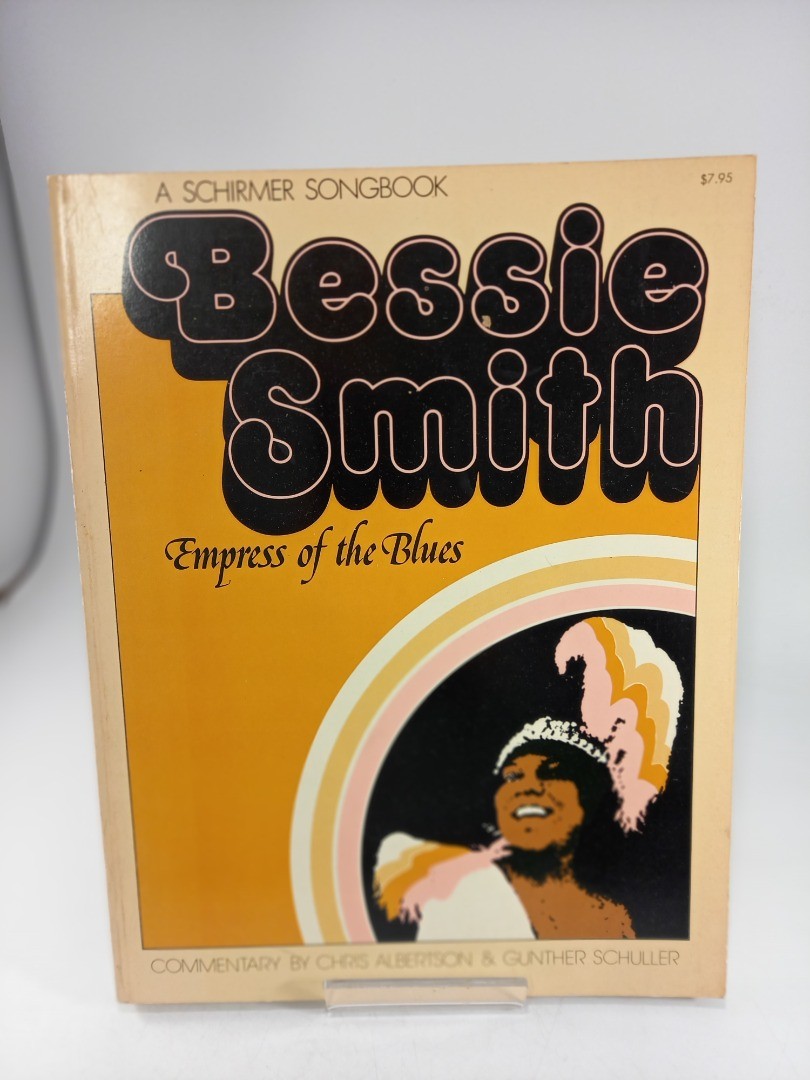 A SCHIRMER SONGBOOK
$7.95
Bessie
Smith
Empress of the Blues
COMMENTARY BY CHRIS ALBERTSON & GUNTHER SCHULLER